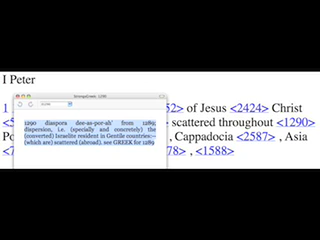 I Peter
StrongsCones: 1290
1 52> of Jesus <2424> Christ
<5 scattered throughout <1290>
Po , Cappadocia <2587> , Asia
<7 78> , <1588>
1290 diaspora dee-as-por-ah' from 1289;
dispersion, i.e. (specially and concretely) the
(converted) Israelite resident in Gentile countries:--
(which are) scattered (abroad). see GREEK for 1289